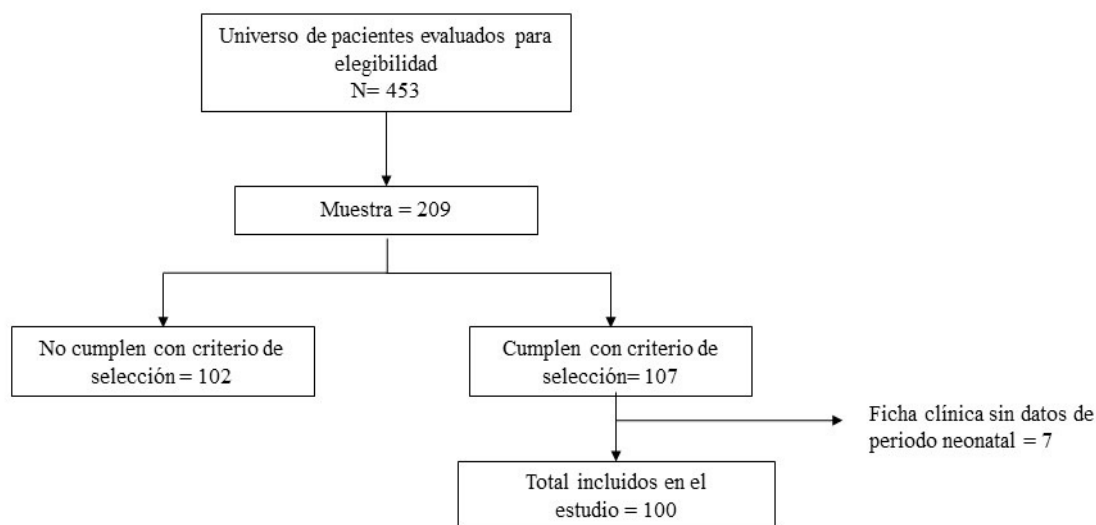 Universo de pacientes evaluados para
elegibilidad
N= 453
Muestra = 209
No cumplen con criterio de
selección = 102
Cumplen con criterio de
selección= 107
Ficha clínica sin datos de
periodo neonatal = 7
Total incluidos en el
estudio = 100